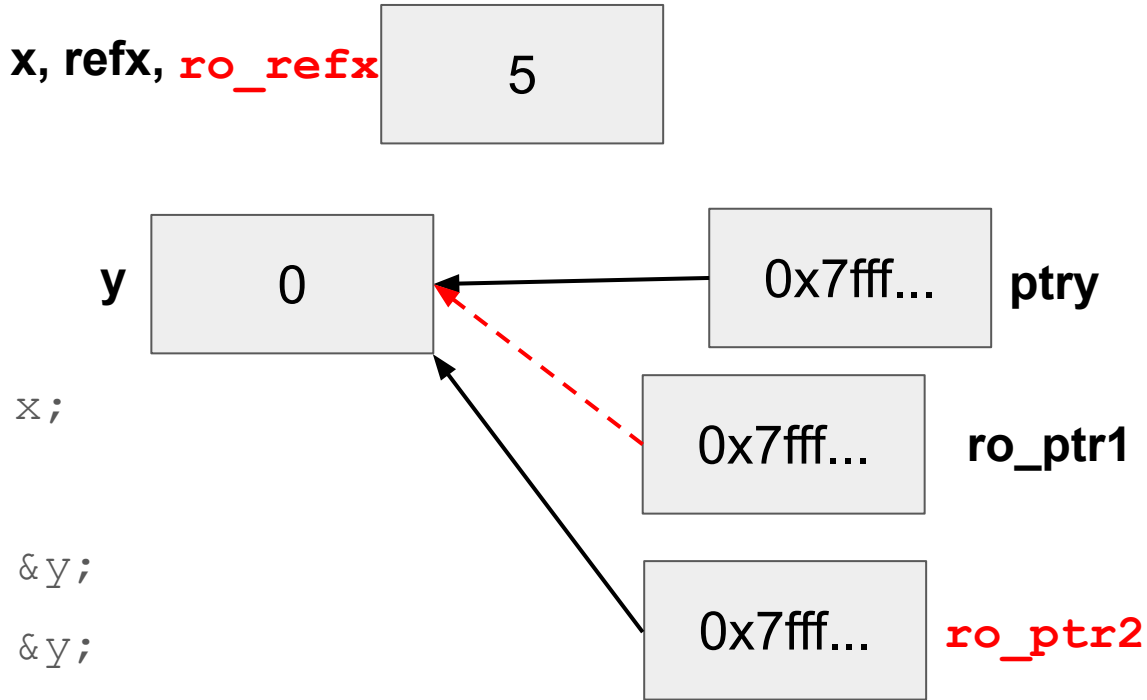 x, refx, ro_refx 5
y 0 0x7fff... ptry
x; 0x7fff... ro_ptr1
&y;
&y; 0x7fff... ro_ptr2